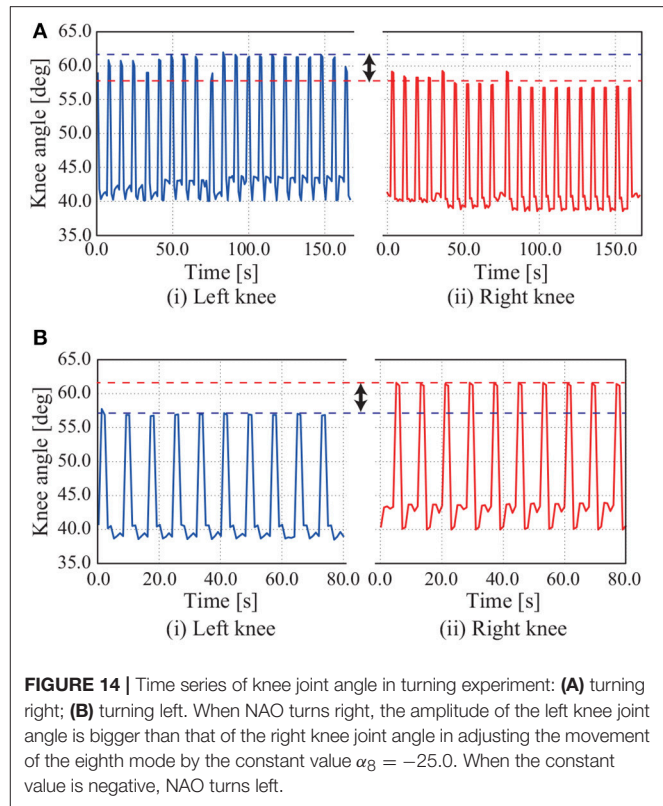 A
65.0
60.0
55.0
50.0
45.0
40.0
35.0
Knee angle [deg]
0.0 50.0 100.0 150.0
0.0 50.0 100.0 150.0
Time [s]
Time [s]
(i) Left knee
(ii) Right knee
B
65.0
60.0
55.0
50.0
45.0
40.0
35.0
Knee angle [deg]
0.0 20.0 40.0 60.0 80.0
0.0 20.0 40.0 60.0 80.0
Time [s]
Time [s]
(i) Left knee
(ii) Right knee
FIGURE 14 | Time series of knee joint angle in turning experiment: (A) turning
right; (B) turning left. When NAO turns right, the amplitude of the left knee joint
angle is bigger than that of the right knee joint angle in adjusting the movement
of the eighth mode by the constant value α₈ = −25.0. When the constant
value is negative, NAO turns left.